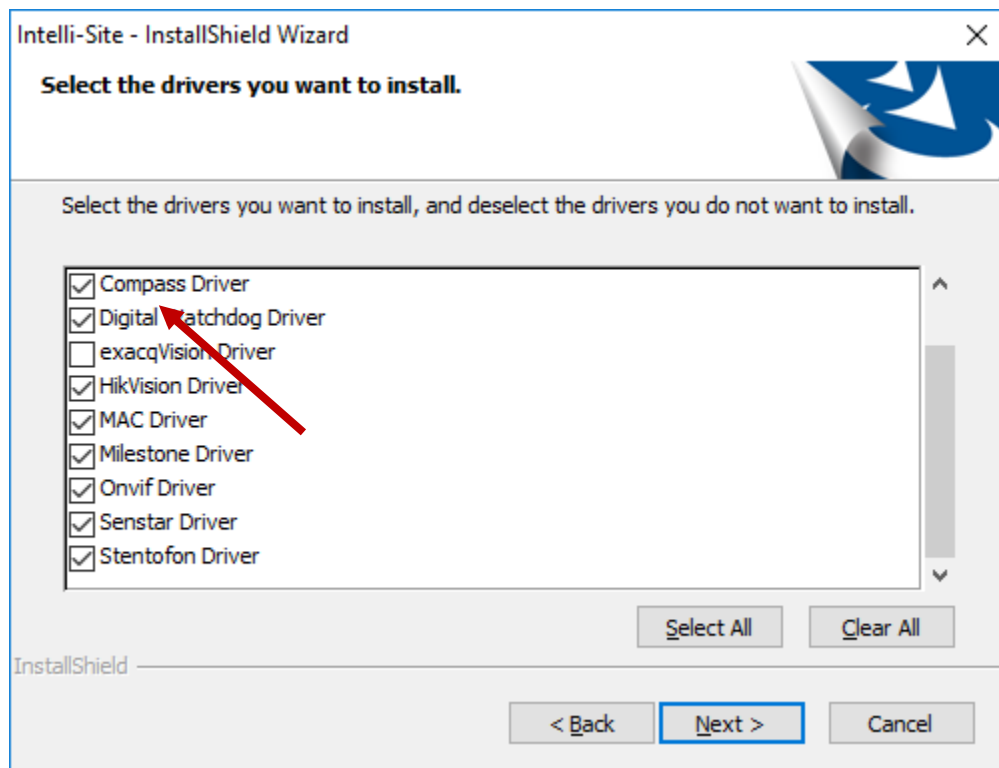 Intelli-Site - InstallShield Wizard
Select the drivers you want to install.
Select the drivers you want to install, and deselect the drivers you do not want to install.
Compass Driver
Digital Watchdog Driver
exacqVision Driver
HikVision Driver
MAC Driver
Milestone Driver
Onvif Driver
Senstar Driver
Stentofon Driver
Select All Clear All
InstallShield
< Back Next > Cancel